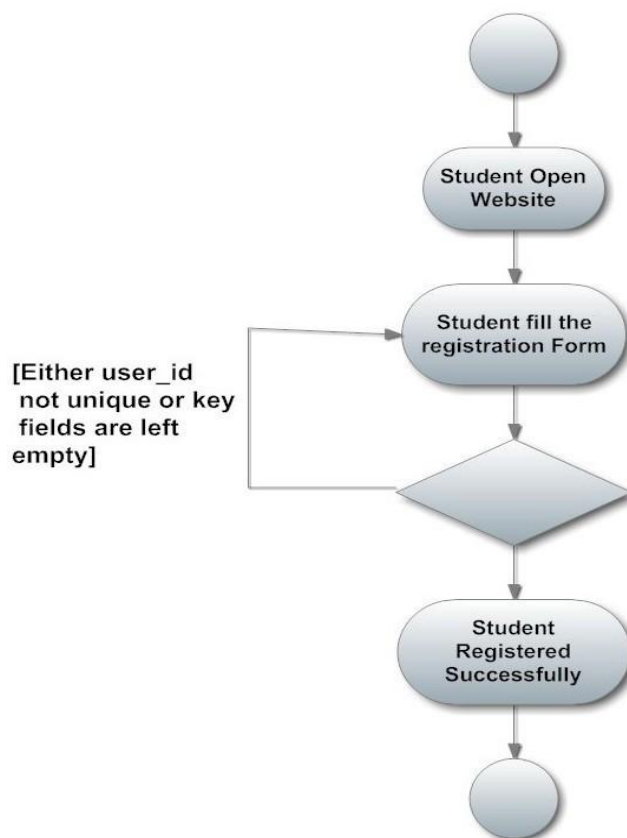 Student Open
Website
Student fill the
registration Form
[Either user_id
not unique or key
fields are left
empty]
Student
Registered
Successfully